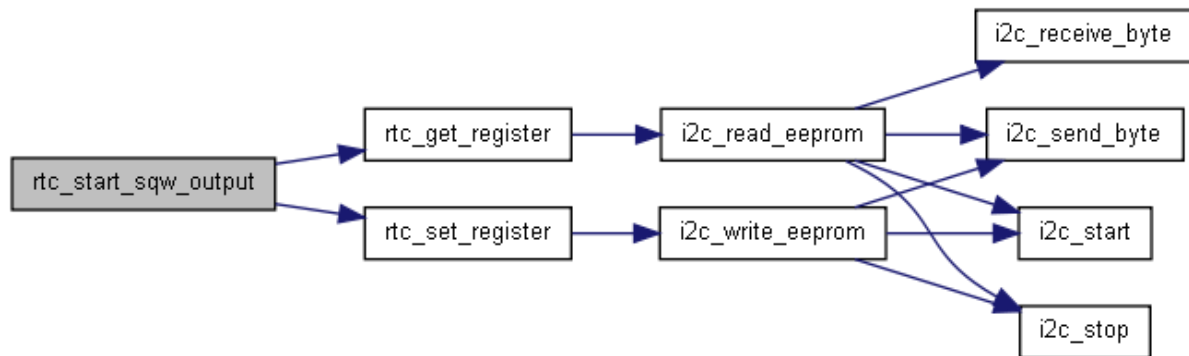 i2c_receive_byte
rtc_get_register
i2c_read_eeprom
i2c_send_byte
rtc_start_sqw_output
rtc_set_register
i2c_write_eeprom
i2c_start
i2c_stop